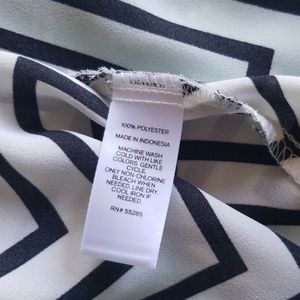 100% POLYESTER
MADE IN INDONESIA
MACHINE WASH
COLD WITH LIKE
COLORS. GENTLE
CYCLE.
ONLY NON-CHLORINE
BLEACH WHEN
NEEDED. LINE DRY.
COOL IRON IF
NEEDED.
RN# 55285